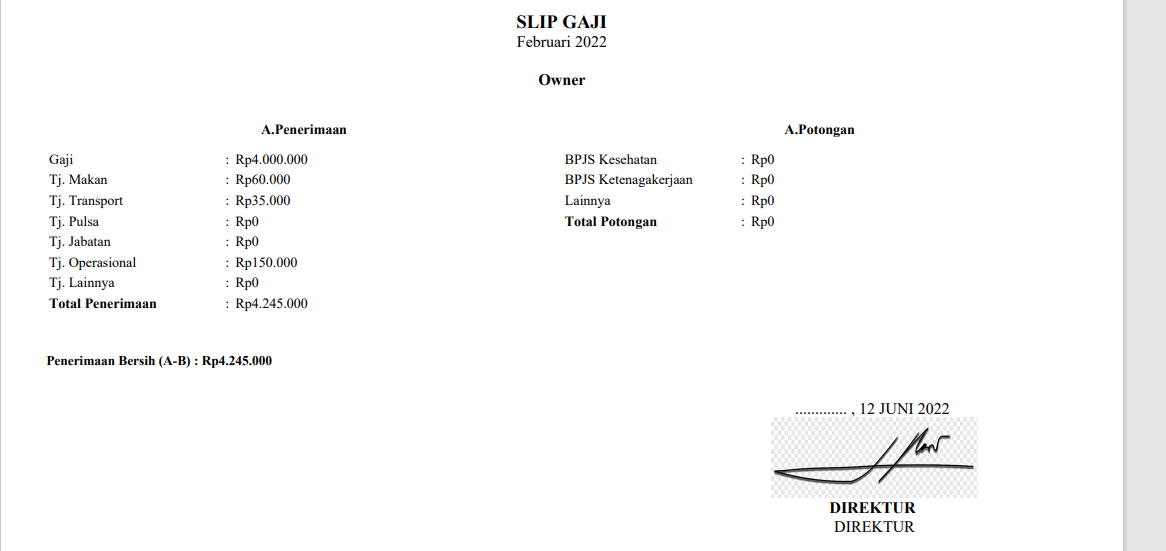 SLIP GAJI
Februari 2022
Owner
A.Penerimaan
Gaji : Rp4.000.000
Tj. Makan : Rp60.000
Tj. Transport : Rp35.000
Tj. Pulsa : Rp0
Tj. Jabatan : Rp0
Tj. Operasional : Rp150.000
Tj. Lainnya : Rp0
Total Penerimaan : Rp4.245.000
A.Potongan
BPJS Kesehatan : Rp0
BPJS Ketenagakerjaan : Rp0
Lainnya : Rp0
Total Potongan : Rp0
Penerimaan Bersih (A-B) : Rp4.245.000
............. , 12 JUNI 2022
DIREKTUR
DIREKTUR